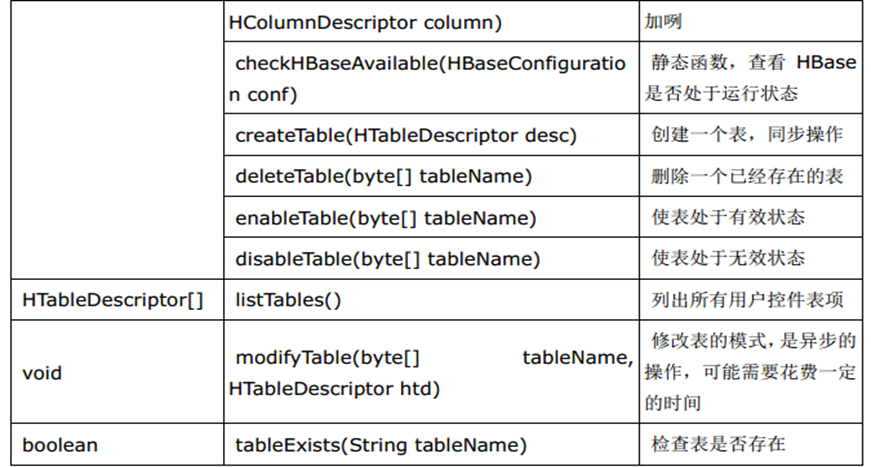 HColumnDescriptor column)
加咧
checkHBaseAvailable(HBaseConfiguratio
n conf)
静态函数，查看 HBase
是否处于运行状态
createTable(HTableDescriptor desc)
创建一个表，同步操作
deleteTable(byte[] tableName)
删除一个已经存在的表
enableTable(byte[] tableName)
使表处于有效状态
disableTable(byte[] tableName)
使表处于无效状态
HTableDescriptor[]
listTables()
列出所有用户控件表项
void
modifyTable(byte[] tableName,
HTableDescriptor htd)
修改表的模式，是异步的
操作，可能需要花费一定
的时间
boolean
tableExists(String tableName)
检查表是否存在